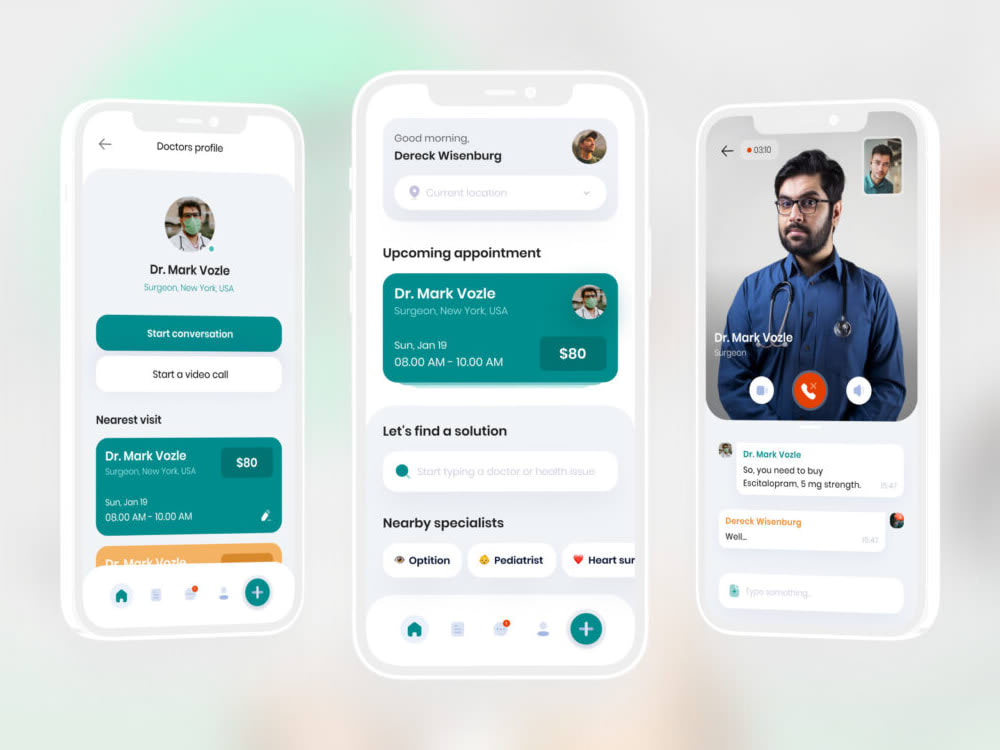 Doctors profile
Dr. Mark Vozle
Surgeon, New York, USA
Start conversation
Start a video call
Nearest visit
Dr. Mark Vozle
Surgeon, New York, USA
$80
Sun, Jan 19
08.00 AM - 10.00 AM
Dr. Mark Vozle
Good morning,
Dereck Wisenburg
Current location
Upcoming appointment
Dr. Mark Vozle
Surgeon, New York, USA
Sun, Jan 19
08.00 AM - 10.00 AM
$80
Let's find a solution
Start typing a doctor or health issue
Nearby specialists
Optition
Pediatrist
Heart sur
03:10
Dr. Mark Vozle
Surgeon
Dr. Mark Vozle
So, you need to buy
Escitalopram, 5 mg strength.
15:47
Dereck Wisenburg
Well...
15:47
Type something...